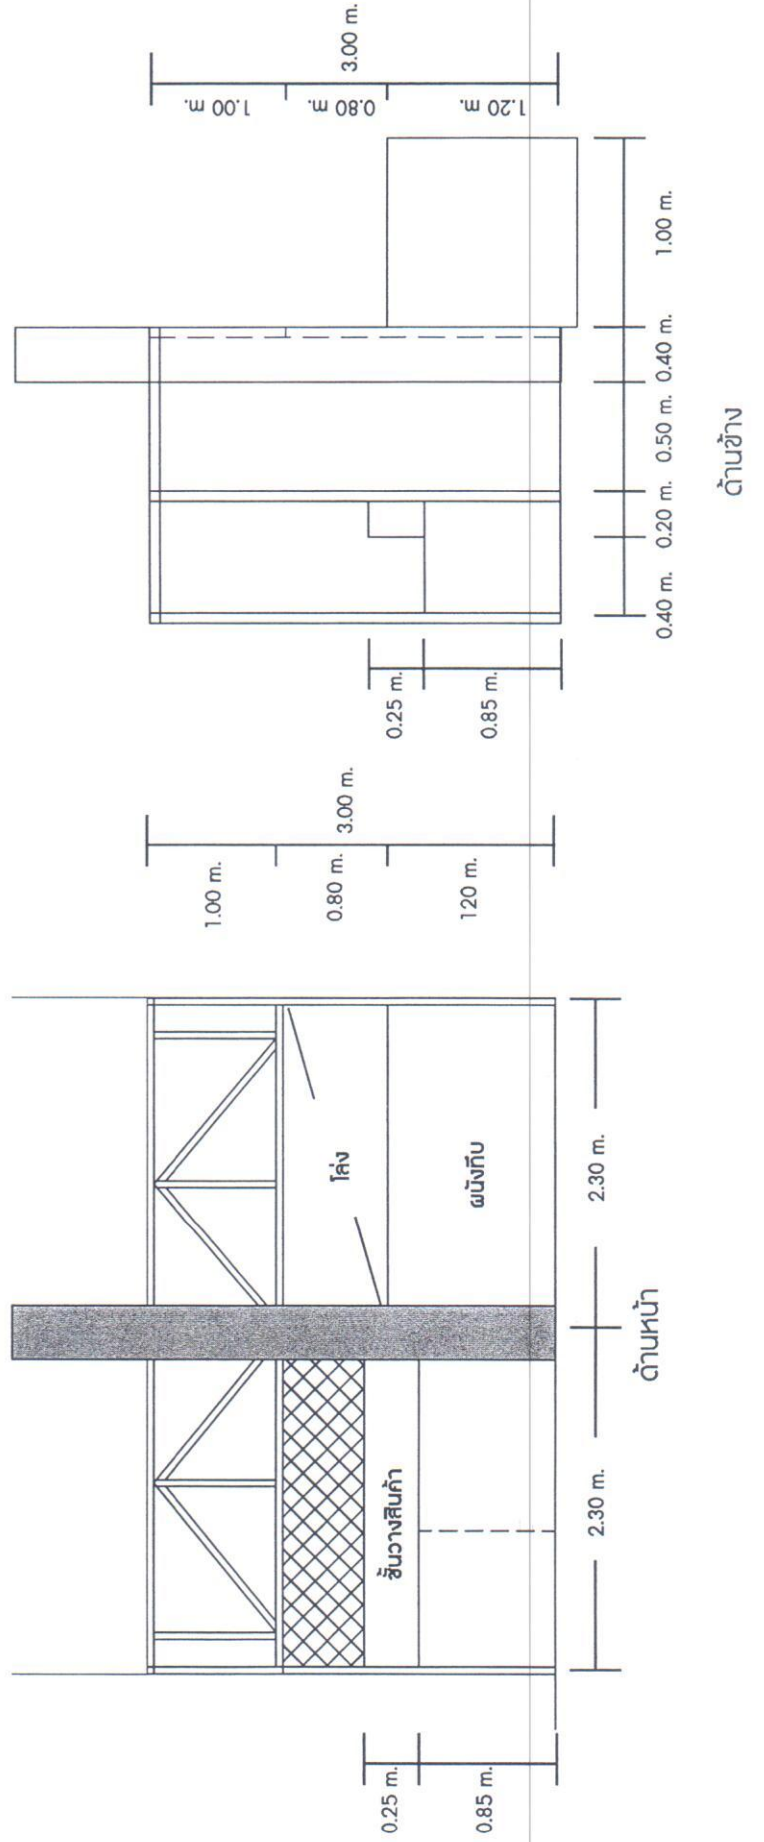 0.25 m.
0.85 m.
ชั้นวางสินค้า
โล่ง
ผนังทึบ
2.30 m.
2.30 m.
ด้านหน้า
1.00 m.
0.80 m.
120 m.
3.00 m.
0.25 m.
0.85 m.
0.40 m.
0.20 m.
0.50 m.
0.40 m.
1.00 m.
ด้านข้าง
1.00 m.
0.80 m.
1.20 m.
3.00 m.